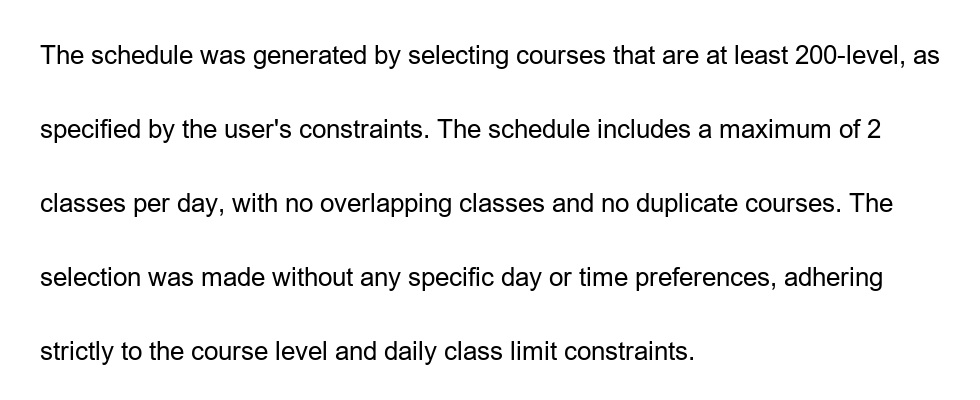 The schedule was generated by selecting courses that are at least 200-level, as
specified by the user's constraints. The schedule includes a maximum of 2
classes per day, with no overlapping classes and no duplicate courses. The
selection was made without any specific day or time preferences, adhering
strictly to the course level and daily class limit constraints.